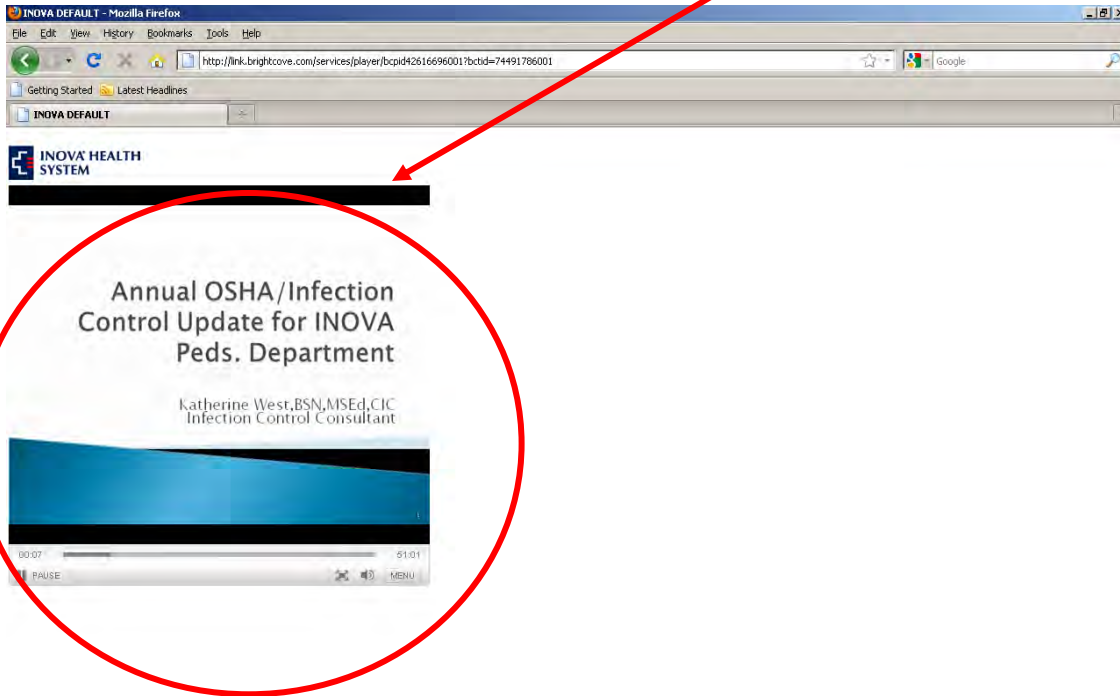 INOVA DEFAULT - Mozilla Firefox
File Edit View History Bookmarks Tools Help
http://link.brightcove.com/services/player/bcpid42616696001?bctid=74491786001
Google
Getting Started Latest Headlines
INOVA DEFAULT
INOVA HEALTH
SYSTEM
Annual OSHA/Infection
Control Update for INOVA
Peds. Department
Katherine West,BSN,MSEd,CIC
Infection Control Consultant
1
00:07 51:01
PAUSE MENU